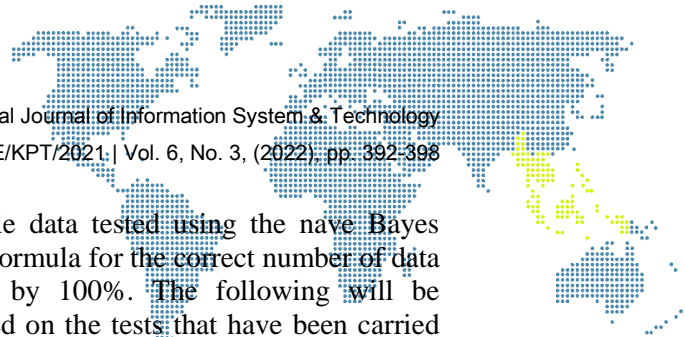 al Journal of Information System & Technology
E/KPT/2021 | Vol. 6, No. 3, (2022), pp. 392-398
e data tested using the nave Bayes
ormula for the correct number of data
by 100%. The following will be
ed on the tests that have been carried